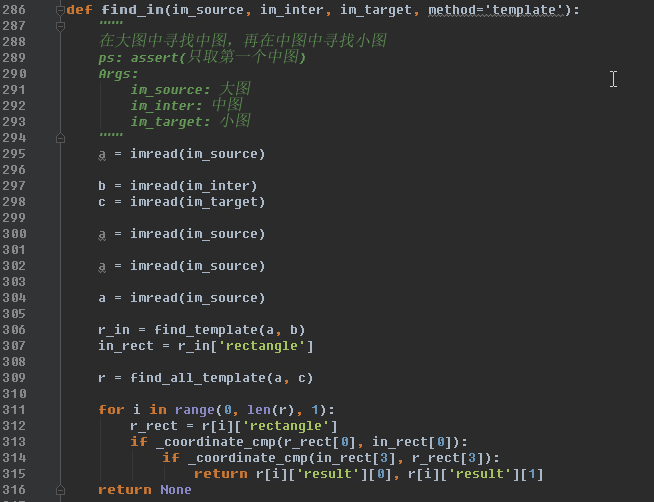 286 def find_in(im_source, im_inter, im_target, method='template'):
287     """
288     在大图中寻找中图，再在中图中寻找小图
289     ps: assert(只取第一个中图)
290     Args:
291         im_source: 大图
292         im_inter: 中图
293         im_target: 小图
294     """
295     a = imread(im_source)
296
297     b = imread(im_inter)
298     c = imread(im_target)
299
300     a = imread(im_source)
301
302     a = imread(im_source)
303
304     a = imread(im_source)
305
306     r_in = find_template(a, b)
307     in_rect = r_in['rectangle']
308
309     r = find_all_template(a, c)
310
311     for i in range(0, len(r), 1):
312         r_rect = r[i]['rectangle']
313         if _coordinate_cmp(r_rect[0], in_rect[0]):
314             if _coordinate_cmp(in_rect[3], r_rect[3]):
315                 return r[i]['result'][0], r[i]['result'][1]
316     return None